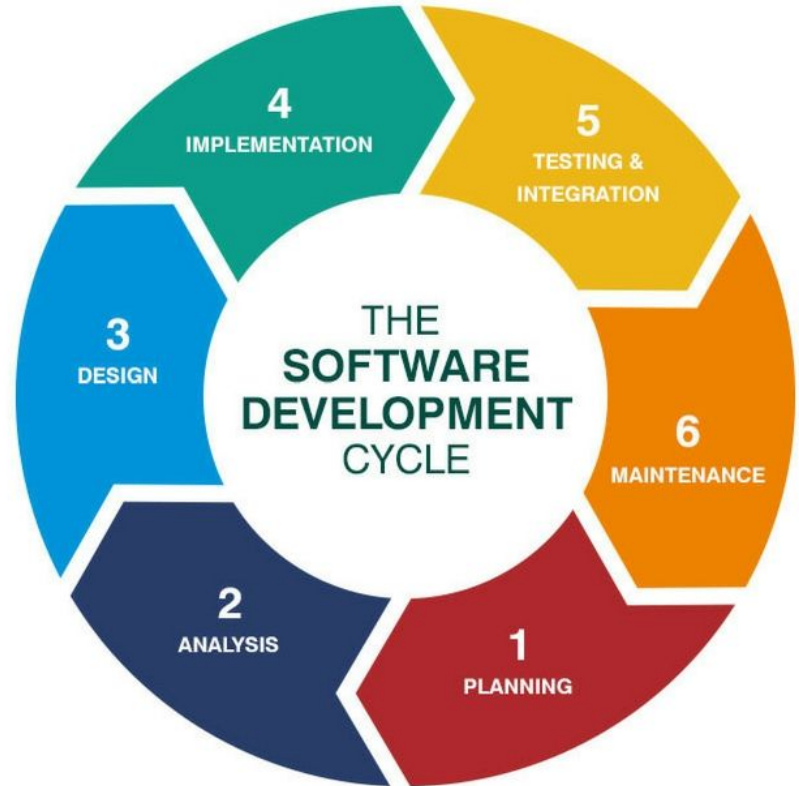 THE
SOFTWARE
DEVELOPMENT
CYCLE
1
PLANNING
2
ANALYSIS
3
DESIGN
4
IMPLEMENTATION
5
TESTING &
INTEGRATION
6
MAINTENANCE